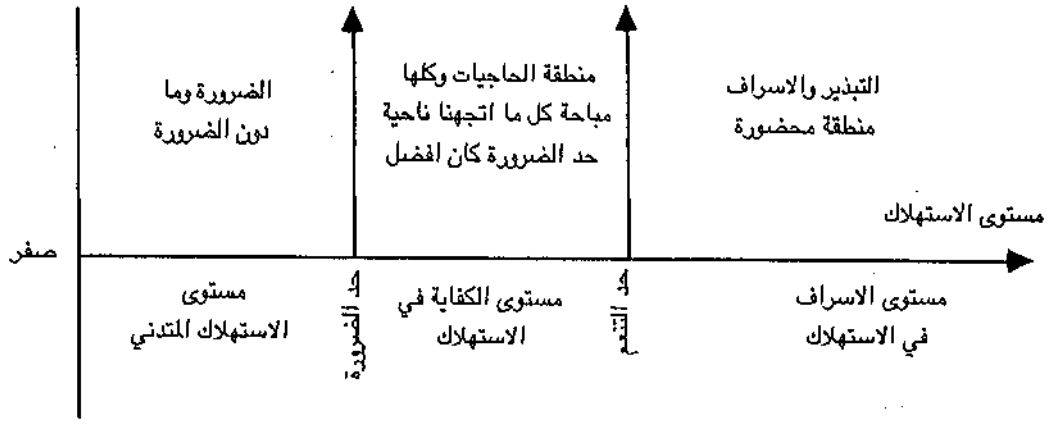 الضرورة وما
دون الضرورة
منطقة الحاجيات وكلها
مباحة كل ما اتجهنا ناحية
حد الضرورة كان افضل
التبذير والاسراف
منطقة محضورة
مستوى الاستهلاك
صفر
مستوى
الاستهلاك المتدني
حد الضرورة
مستوى الكفاية في
الاستهلاك
حد التنعم
مستوى الاسراف
في الاستهلاك